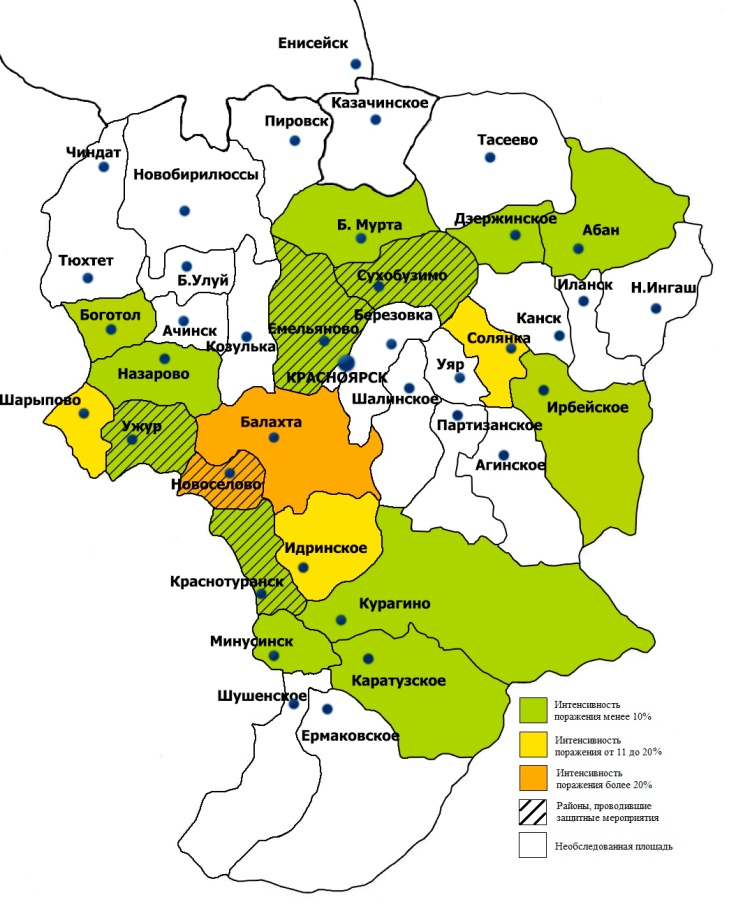 Енисейск
Казачинское
Пировск
Тасеево
Чиндат
Новобирилюссы
Дзержинское
Б. Мурта
Абан
Тюхтет
Сухобузимо
Б.Улуй
Иланск
Н.Ингаш
Боготол
Березовка
Канск
Ачинск
Емельяново
Козулька
Солянка
Уяр
Назарово
КРАСНОЯРСК
Шарыпово
Шалинское
Ирбейское
Балахта
Ужур
Партизанское
Агинское
Новоселово
Идринское
Краснотуранск
Курагино
Минусинск
Каратузское
Шушенское
Ермаковское
Интенсивность
поражения менее 10%
Интенсивность
поражения от 11 до 20%
Интенсивность
поражения более 20%
Районы, проводившие
защитные мероприятия
Необследованная площадь